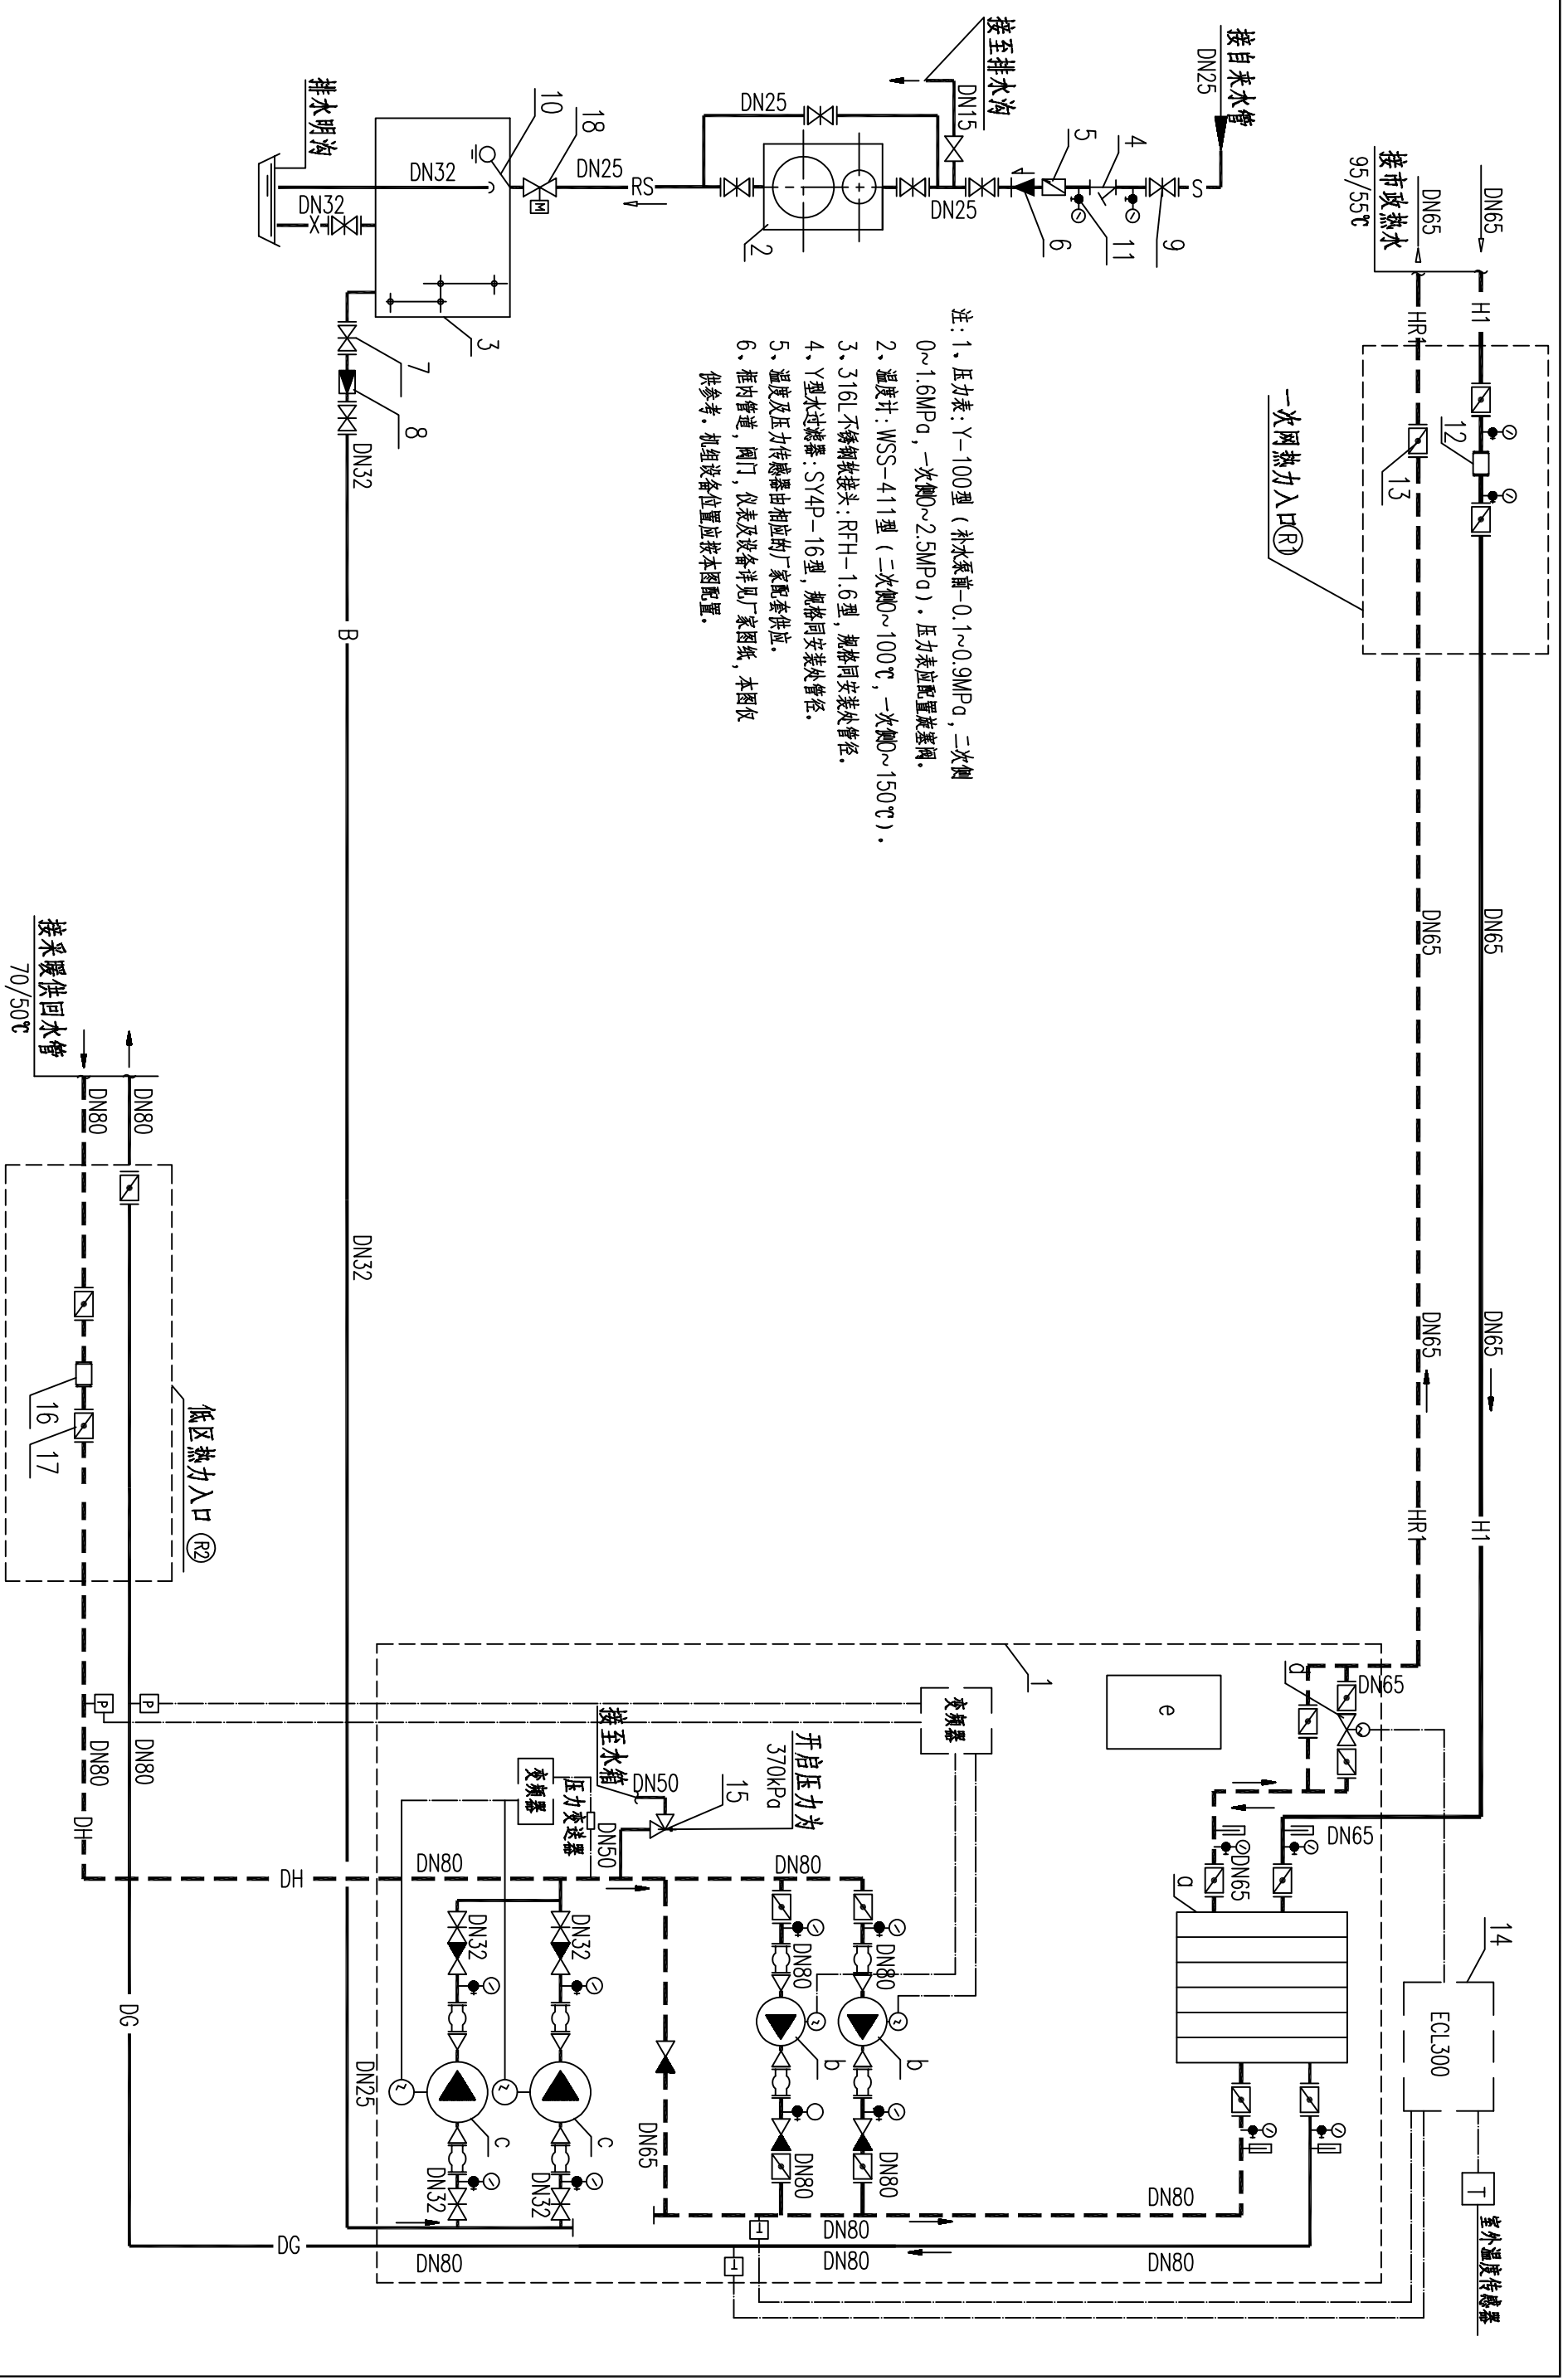 接自来水管
DN25
接至排水沟
DN15
S
9
4
11
5
6
DN25
DN25
2
RS
DN25
18
10
M
DN32
DN32
排水明沟
3
7
8
DN32
B
DN32
DN65
DN65
接市政热水
95/55℃
H1
HR1
12
13
一次网热力入口
R1
DN65
DN65
DN65
DN65
H1
HR1
注：1、压力表：Y-100型（补水泵前-0.1~0.9MPa，二次侧
0~1.6MPa，一次侧0~2.5MPa）。压力表应配置旋塞阀。
2、温度计：WSS-411型（二次侧0~100℃，一次侧0~150℃）。
3、316L不锈钢软接头：RFH-1.6型，规格同安装处管径。
4、Y型水过滤器：SY4P-16型，规格同安装处管径。
5、温度及压力传感器由相应的厂家配套供应。
6、框内管道，阀门，仪表及设备详见厂家图纸，本图仅
供参考。机组设备位置应按本图配置。
接采暖供回水管
70/50℃
DN80
DN80
16
17
低区热力入口
R2
P
P
DN80
DN80
DH
DH
DG
DG
1
e
d
DN65
DN65
DN65
a
14
ECL300
T
室外温度传感器
变频器
开启压力为
370kPa
15
接至水箱
DN50
DN50
变频器
压力变送器
DN80
DN80
DN80
DN80
b
b
DN80
DN80
DN65
DN32
DN32
c
c
DN25
DN32
DN32
DN80
DN80
DN80
DN80
DN80